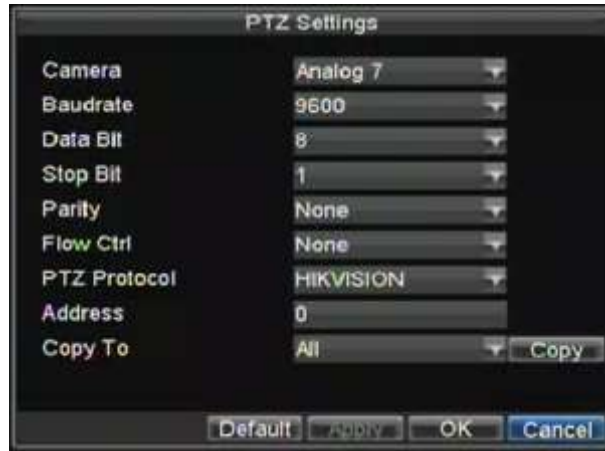 PTZ Settings
Camera Analog 7
Baudrate 9600
Data Bit 8
Stop Bit 1
Parity None
Flow Ctrl None
PTZ Protocol HIKVISION
Address 0
Copy To All Copy
Default Apply OK Cancel